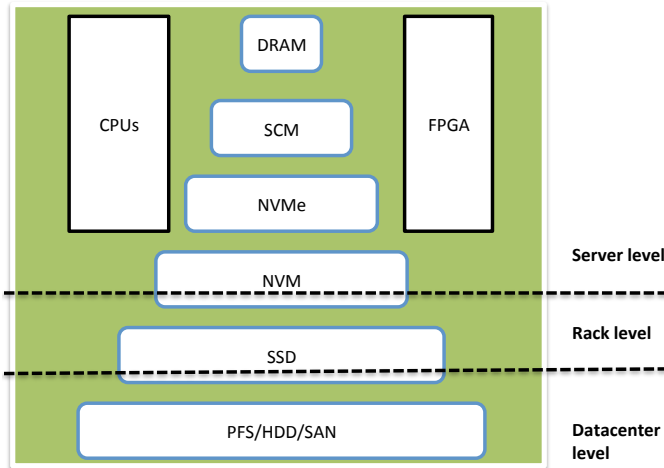 DRAM
CPUs
SCM
FPGA
NVMe
NVM
Server level
SSD
Rack level
PFS/HDD/SAN
Datacenter
level